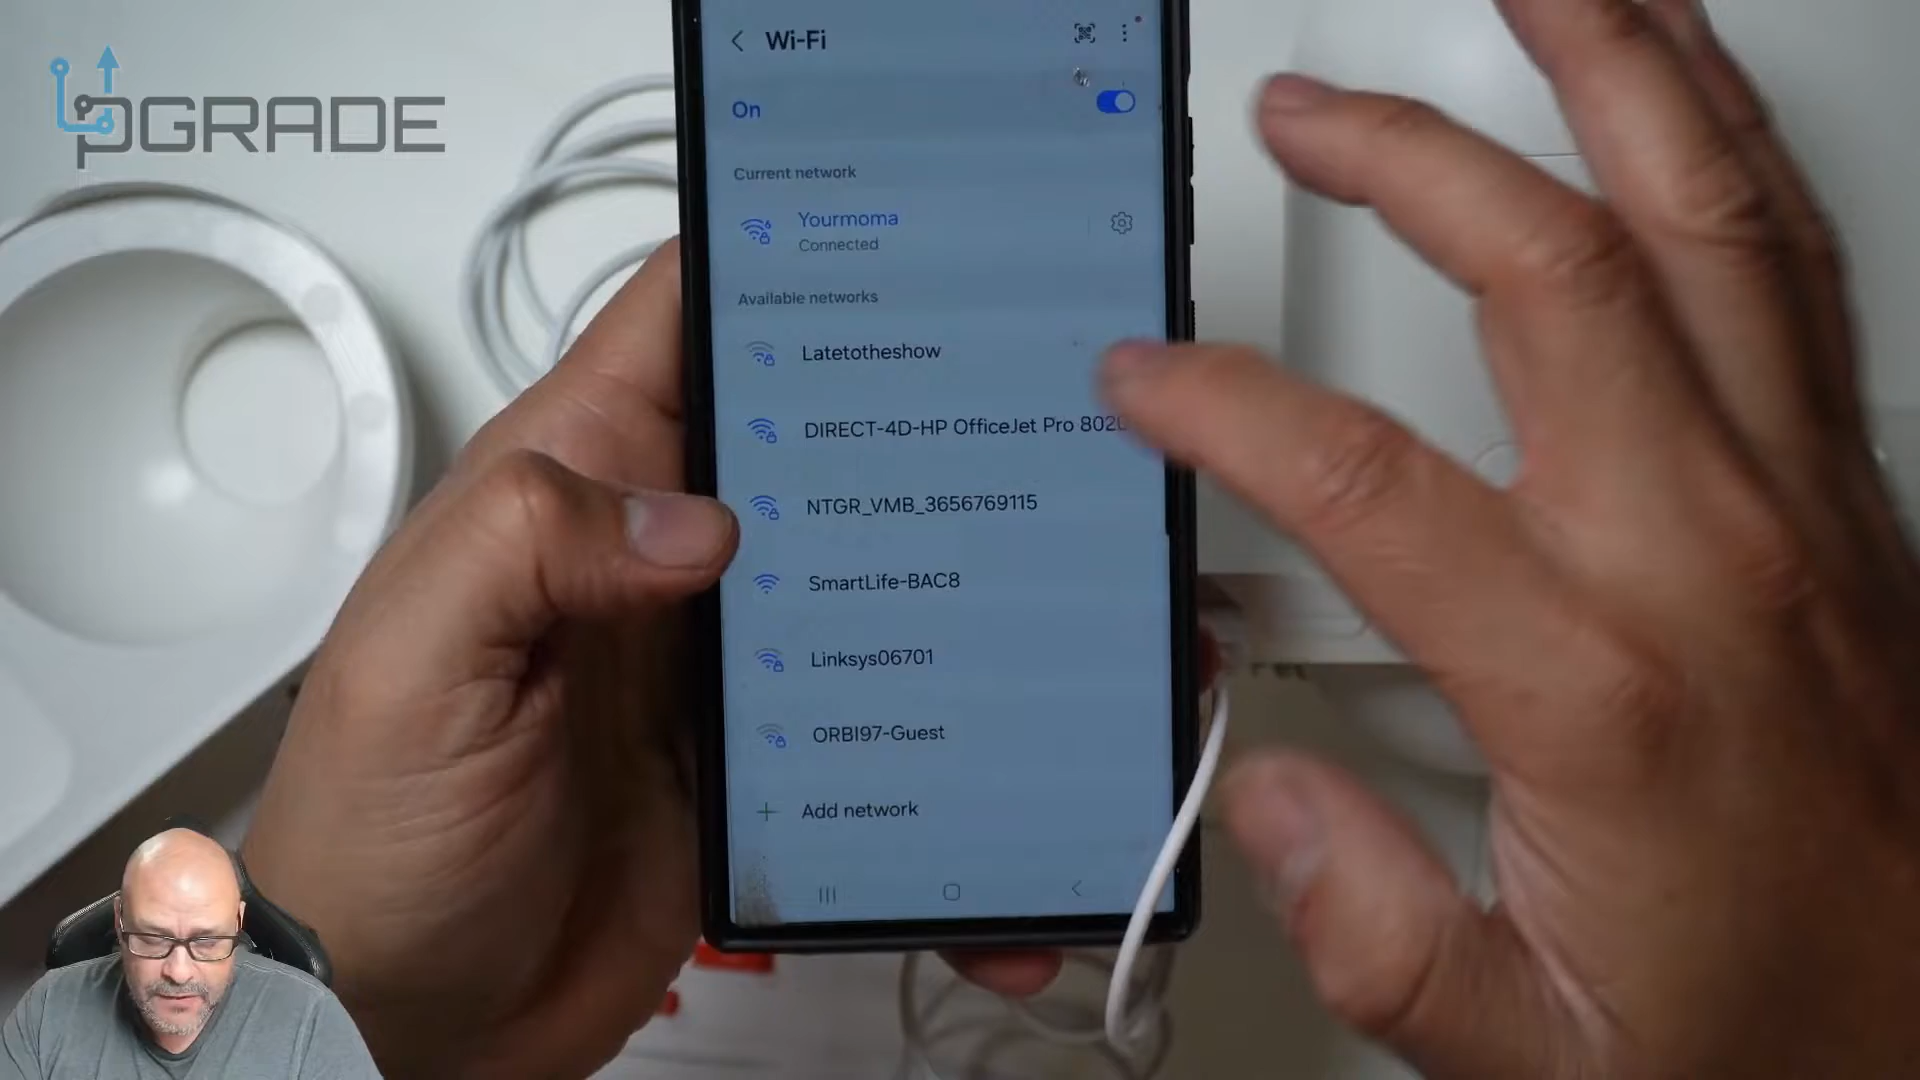 UPGRADE
Wi-Fi
On
Current network
Yourmoma
Connected
Available networks
Latetotheshow
DIRECT-4D-HP OfficeJet Pro 8020
NTGR_VMB_3656769115
SmartLife-BAC8
Linksys06701
ORBI97-Guest
Add network